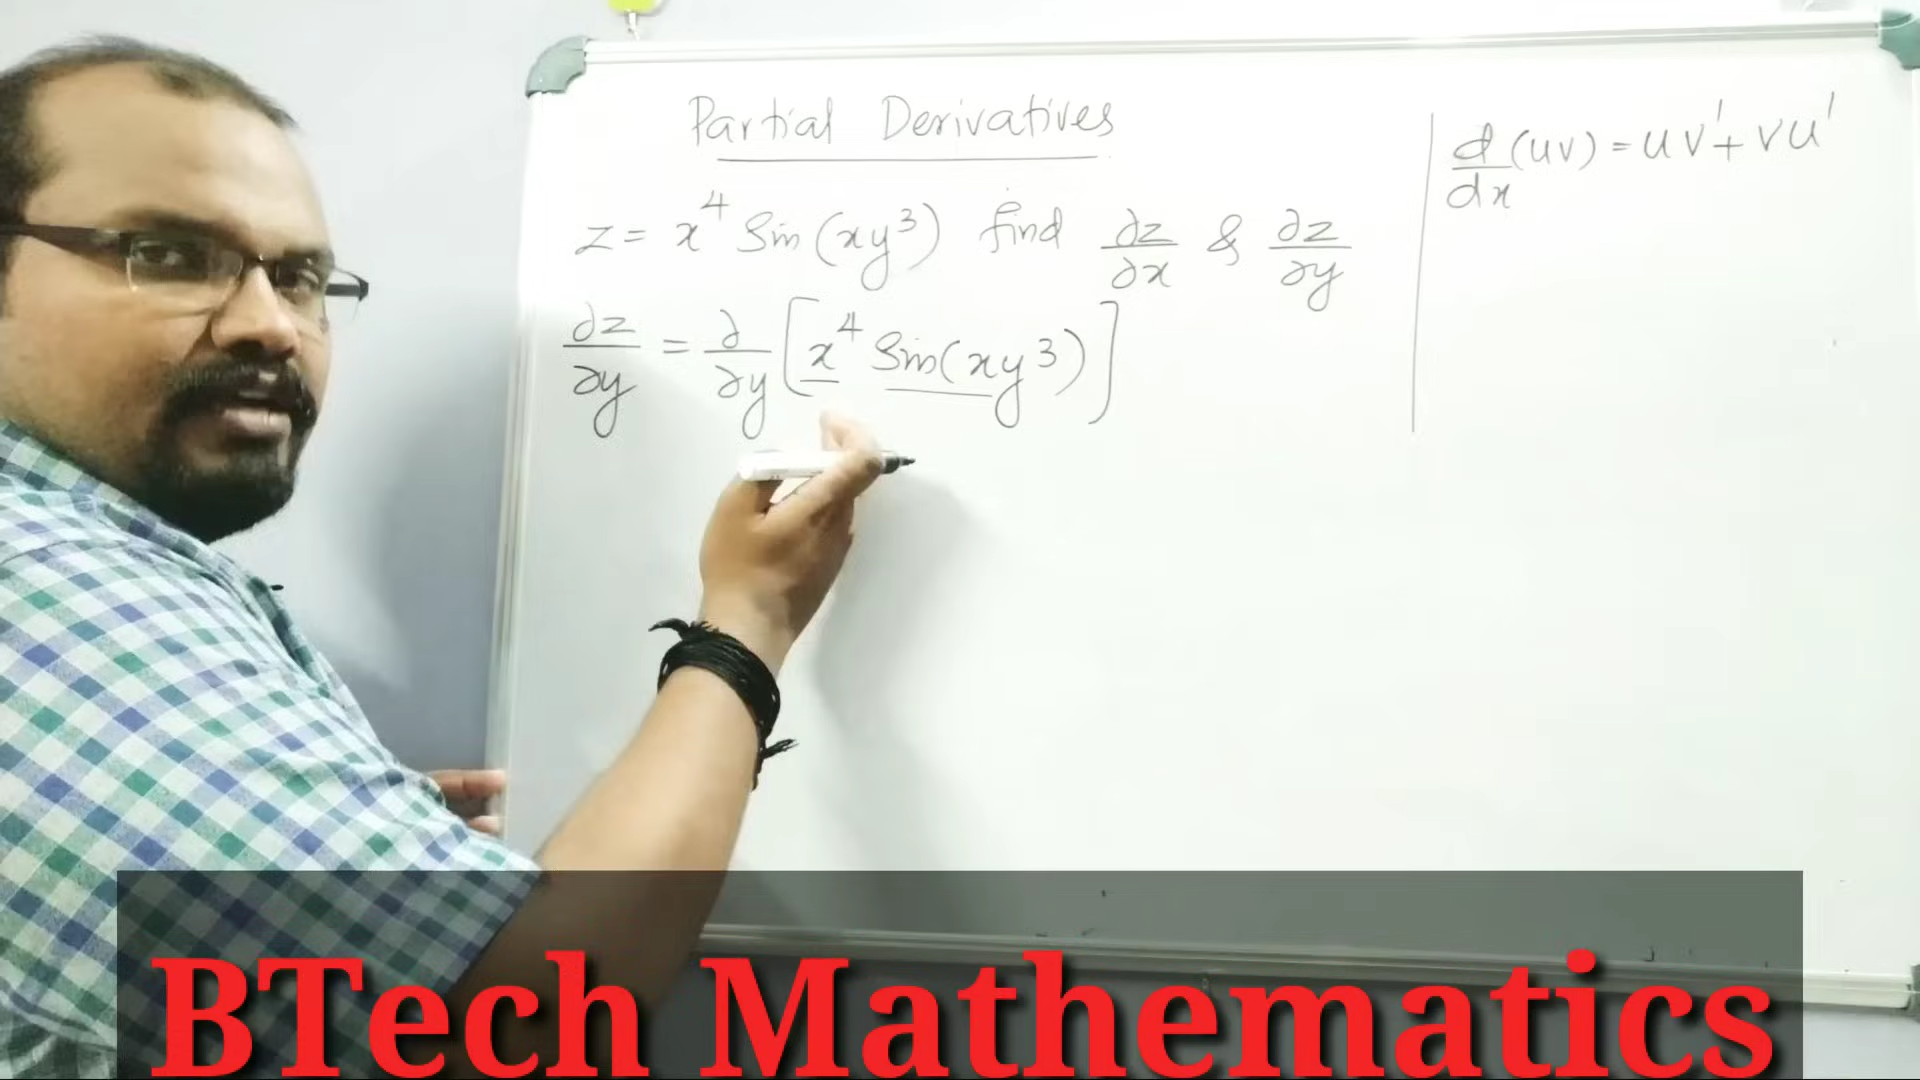 Partial Derivatives
z = x⁴ Sin(xy³) find ∂z/∂x & ∂z/∂y
∂z/∂y = ∂/∂y [x⁴ Sin(xy³)]
d/dx (uv) = uv' + vu'
BTech Mathematics